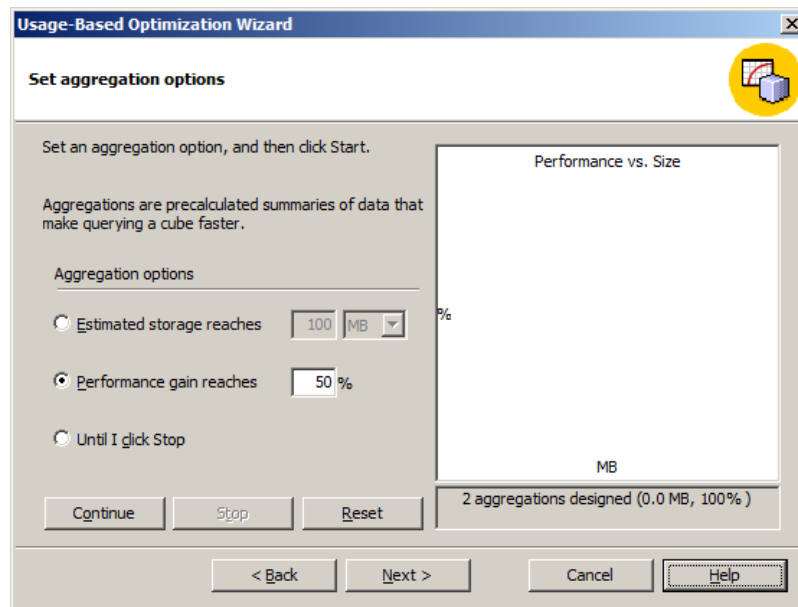 Usage-Based Optimization Wizard
Set aggregation options
Set an aggregation option, and then click Start.
Aggregations are precalculated summaries of data that
make querying a cube faster.
Aggregation options
Estimated storage reaches 100 MB
Performance gain reaches 50 %
Until I click Stop
Continue Stop Reset
Performance vs. Size
%
MB
2 aggregations designed (0.0 MB, 100% )
< Back Next > Cancel Help